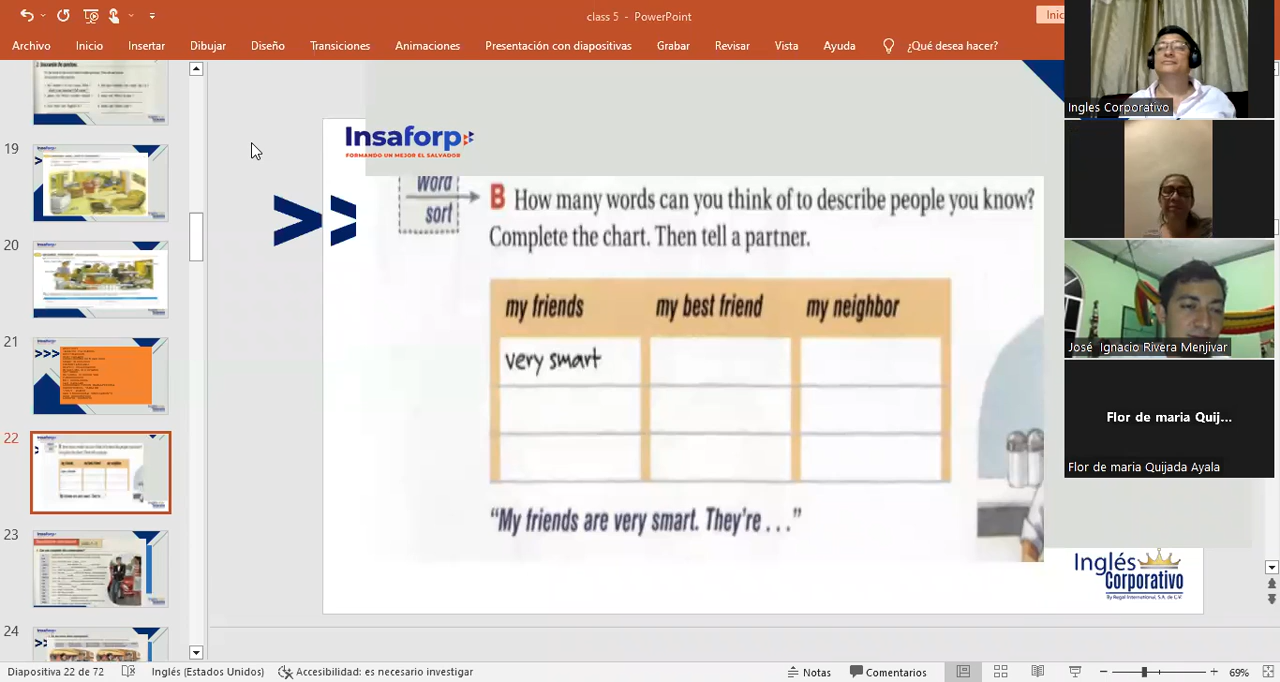 class 5 - PowerPoint
Inic
Archivo Inicio Insertar Dibujar Diseño Transiciones Animaciones Presentación con diapositivas Grabar Revisar Vista Ayuda ¿Qué desea hacer?
19
20
21
22
23
24
Insaforp
FORMANDO UN MEJOR EL SALVADOR
word
sort
B How many words can you think of to describe people you know?
Complete the chart. Then tell a partner.
my friends my best friend my neighbor
very smart
"My friends are very smart. They're . . ."
Inglés
Corporativo
By Regal International, S.A. de C.V.
Ingles Corporativo
José Ignacio Rivera Menjivar
Flor de maria Quij...
Flor de maria Quijada Ayala
Diapositiva 22 de 72 Inglés (Estados Unidos) Accesibilidad: es necesario investigar Notas Comentarios 69%